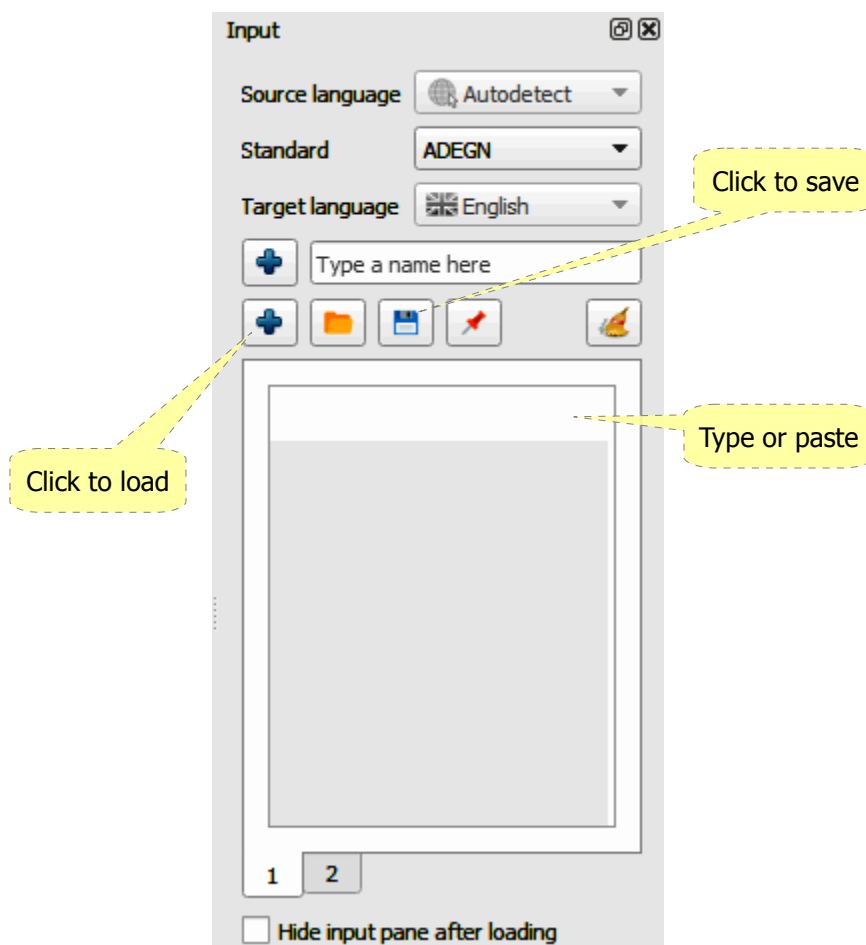 Input
Source language Autodetect
Standard ADEGN
Click to save
Target language English
Type a name here
Type or paste
Click to load
1 2
Hide input pane after loading